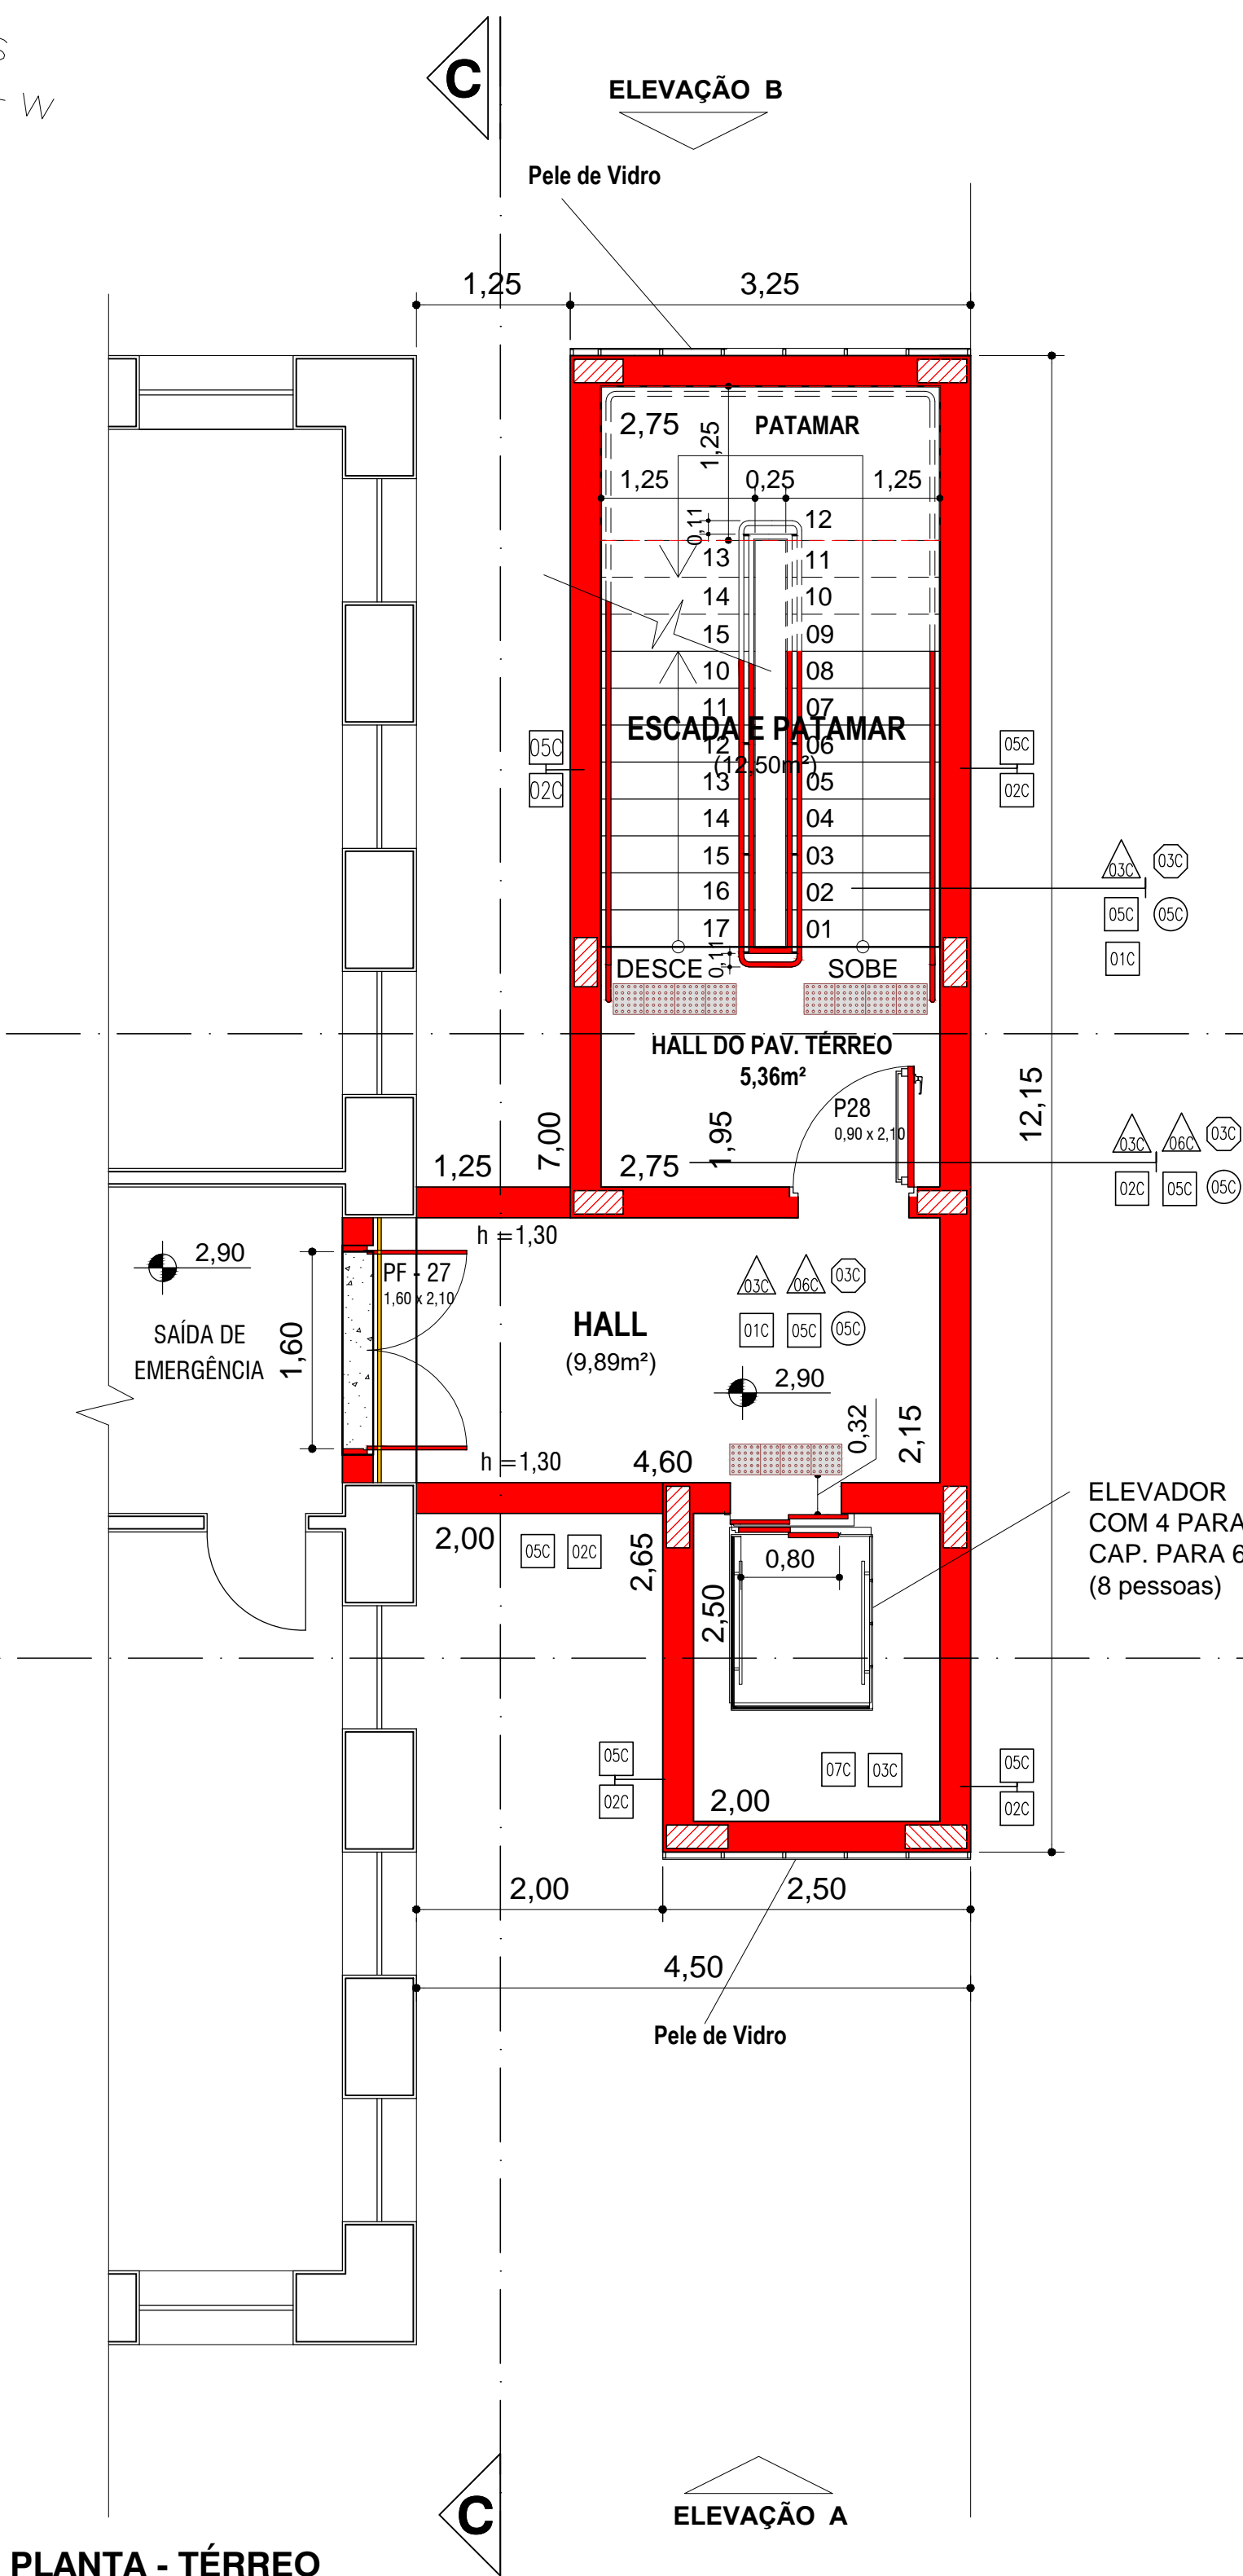 S
W
C
ELEVAÇÃO B
Pele de Vidro
1,25
3,25
2,75
PATAMAR
1,25
1,25
0,25
1,25
0,11
12
13
11
14
10
15
09
10
08
11
07
ESCADA E PATAMAR
12
06
(12,50m²)
13
05
14
04
15
03
16
02
17
01
05C
02C
05C
02C
03C
03C
05C
05C
01C
0,11
DESCE
SOBE
HALL DO PAV. TÉRREO
5,36m²
12,15
P28
0,90 x 2,10
7,00
1,95
1,25
2,75
03C
06C
03C
02C
05C
05C
h =1,30
2,90
PF - 27
1,60 x 2,10
SAÍDA DE
EMERGÊNCIA
1,60
03C
06C
03C
01C
05C
05C
HALL
(9,89m²)
2,90
0,32
2,15
h =1,30
4,60
2,00
05C
02C
2,65
0,80
2,50
ELEVADOR
COM 4 PARA
CAP. PARA 6
(8 pessoas)
05C
02C
07C
03C
05C
02C
2,00
2,00
2,50
4,50
Pele de Vidro
C
ELEVAÇÃO A
PLANTA - TÉRREO